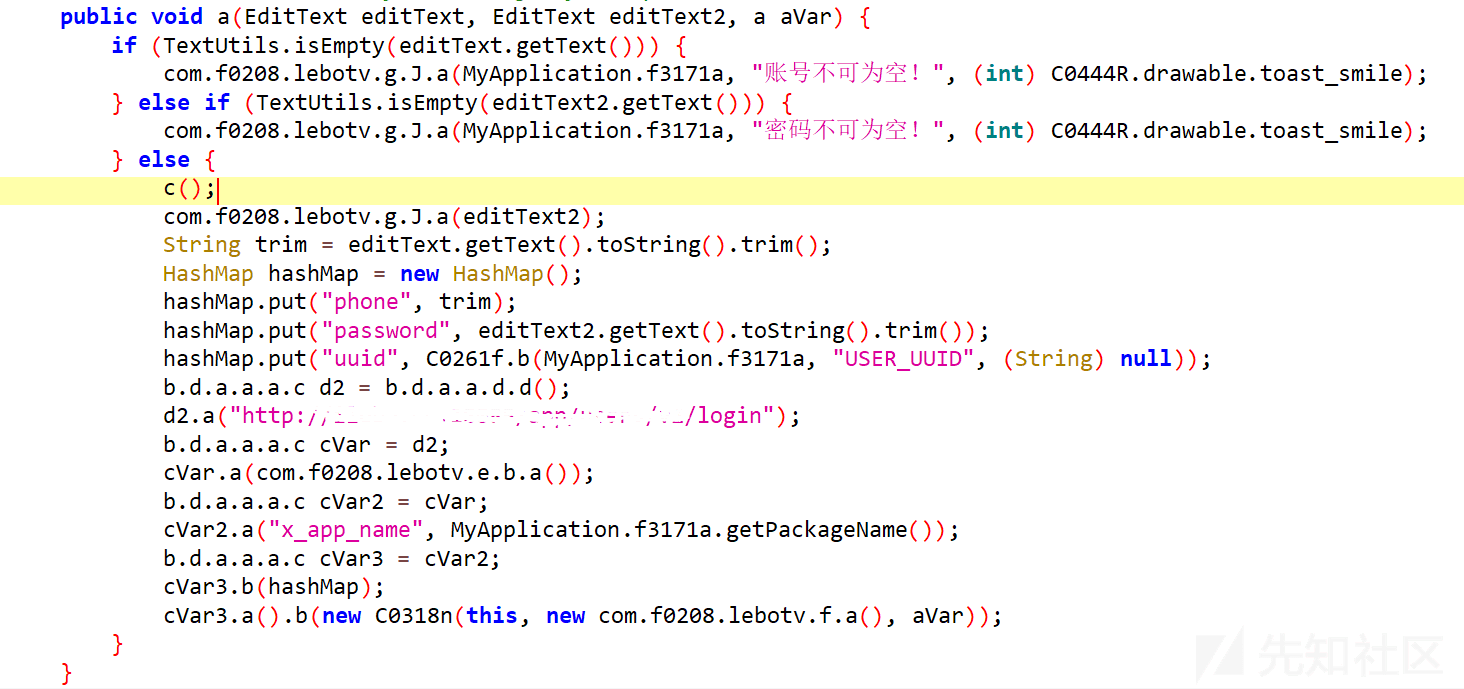 public void a(EditText editText, EditText editText2, a aVar) {
if (TextUtils.isEmpty(editText.getText())) {
com.f0208.lebotv.g.J.a(MyApplication.f3171a, "账号不可为空！", (int) C0444R.drawable.toast_smile);
} else if (TextUtils.isEmpty(editText2.getText())) {
com.f0208.lebotv.g.J.a(MyApplication.f3171a, "密码不可为空！", (int) C0444R.drawable.toast_smile);
} else {
c();
com.f0208.lebotv.g.J.a(editText2);
String trim = editText.getText().toString().trim();
HashMap hashMap = new HashMap();
hashMap.put("phone", trim);
hashMap.put("password", editText2.getText().toString().trim());
hashMap.put("uuid", C0261f.b(MyApplication.f3171a, "USER_UUID", (String) null));
b.d.a.a.a.c d2 = b.d.a.a.d.d();
d2.a("http:/ /login");
b.d.a.a.a.c cVar = d2;
cVar.a(com.f0208.lebotv.e.b.a());
b.d.a.a.a.c cVar2 = cVar;
cVar2.a("x_app_name", MyApplication.f3171a.getPackageName());
b.d.a.a.a.c cVar3 = cVar2;
cVar3.b(hashMap);
cVar3.a().b(new C0318n(this, new com.f0208.lebotv.f.a(), aVar));
}
}
先知社区